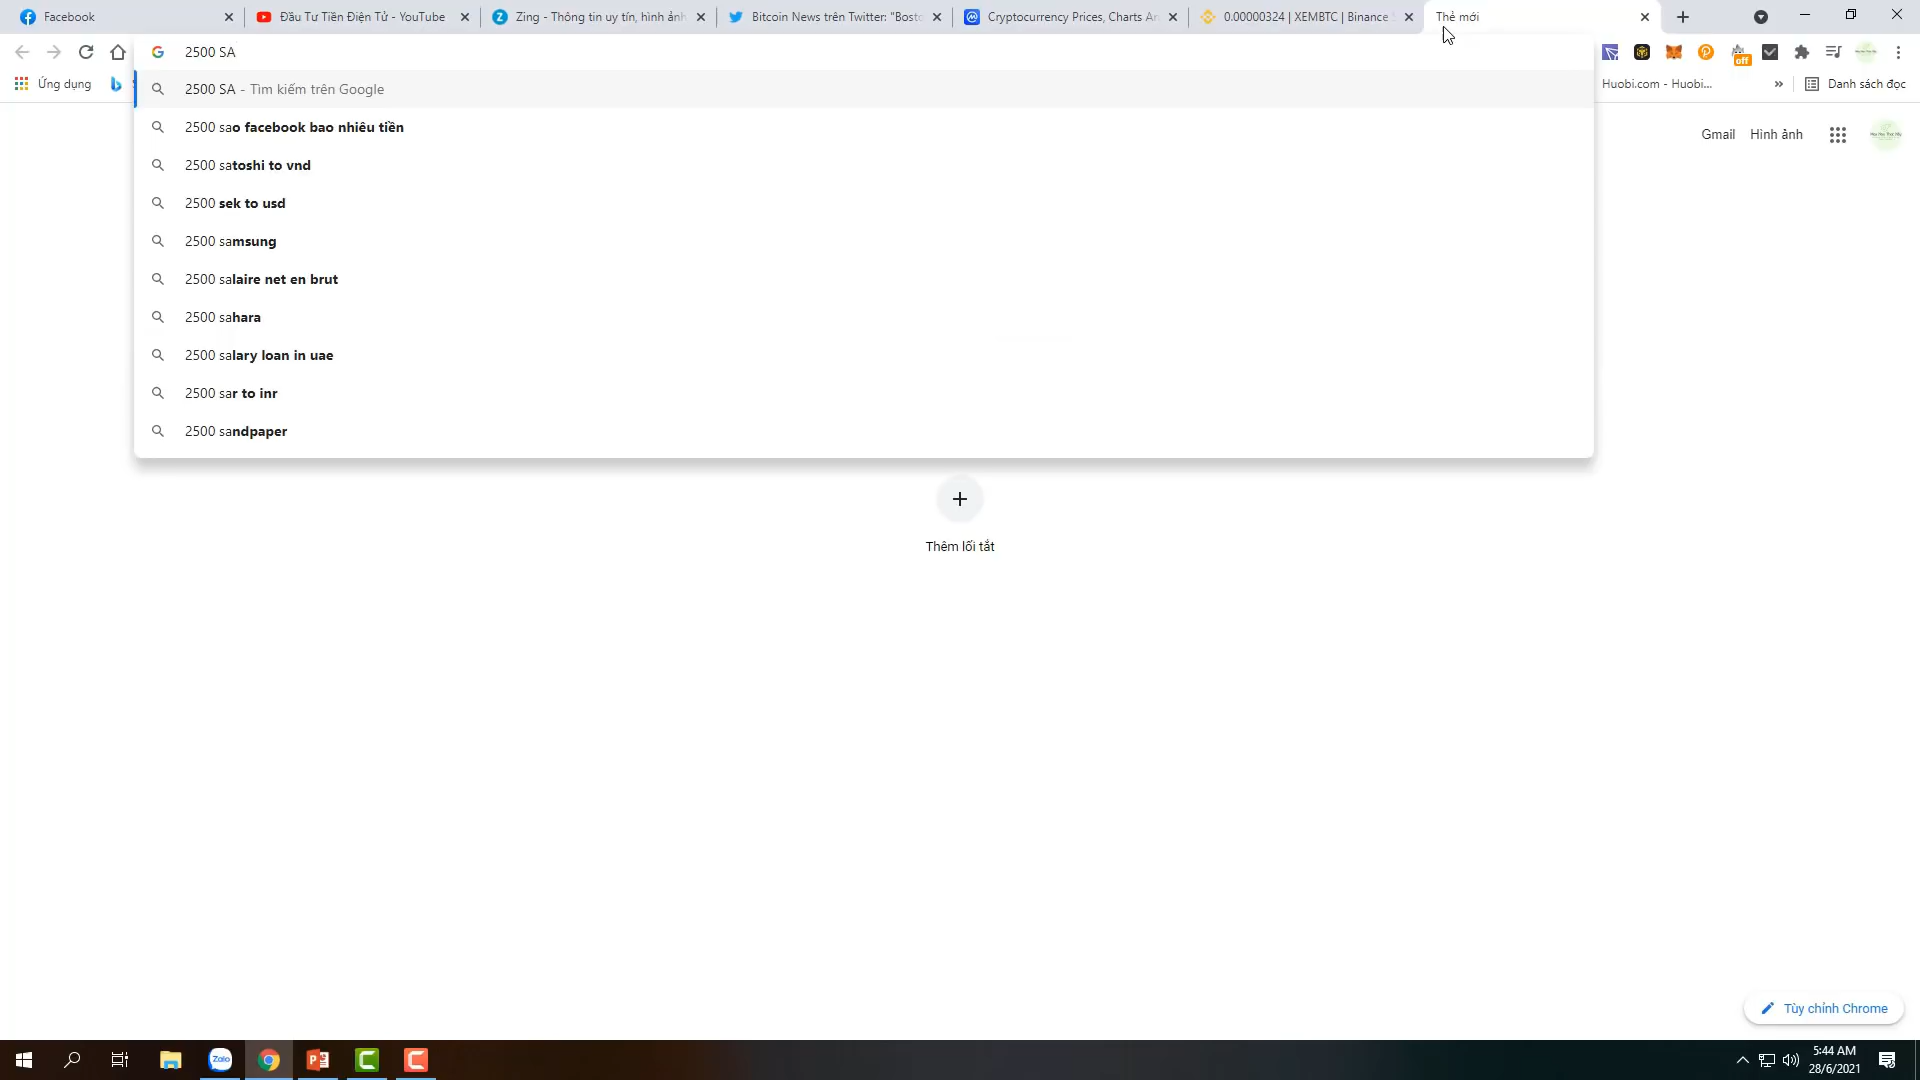 Facebook
Đầu Tư Tiền Điện Tử - YouTube
Zing - Thông tin uy tín, hình ảnh
Bitcoin News trên Twitter: "Bosto
Cryptocurrency Prices, Charts An
0.00000324 | XEMBTC | Binance S
Thẻ mới
2500 SA
off
Ứng dụng
Huobi.com - Huobi...
»
Danh sách đọc
2500 SA - Tìm kiếm trên Google
2500 sao facebook bao nhiêu tiền
2500 satoshi to vnd
2500 sek to usd
2500 samsung
2500 salaire net en brut
2500 sahara
2500 salary loan in uae
2500 sar to inr
2500 sandpaper
Gmail
Hình ảnh
Thêm lối tắt
Tùy chỉnh Chrome
Zalo
5:44 AM
28/6/2021